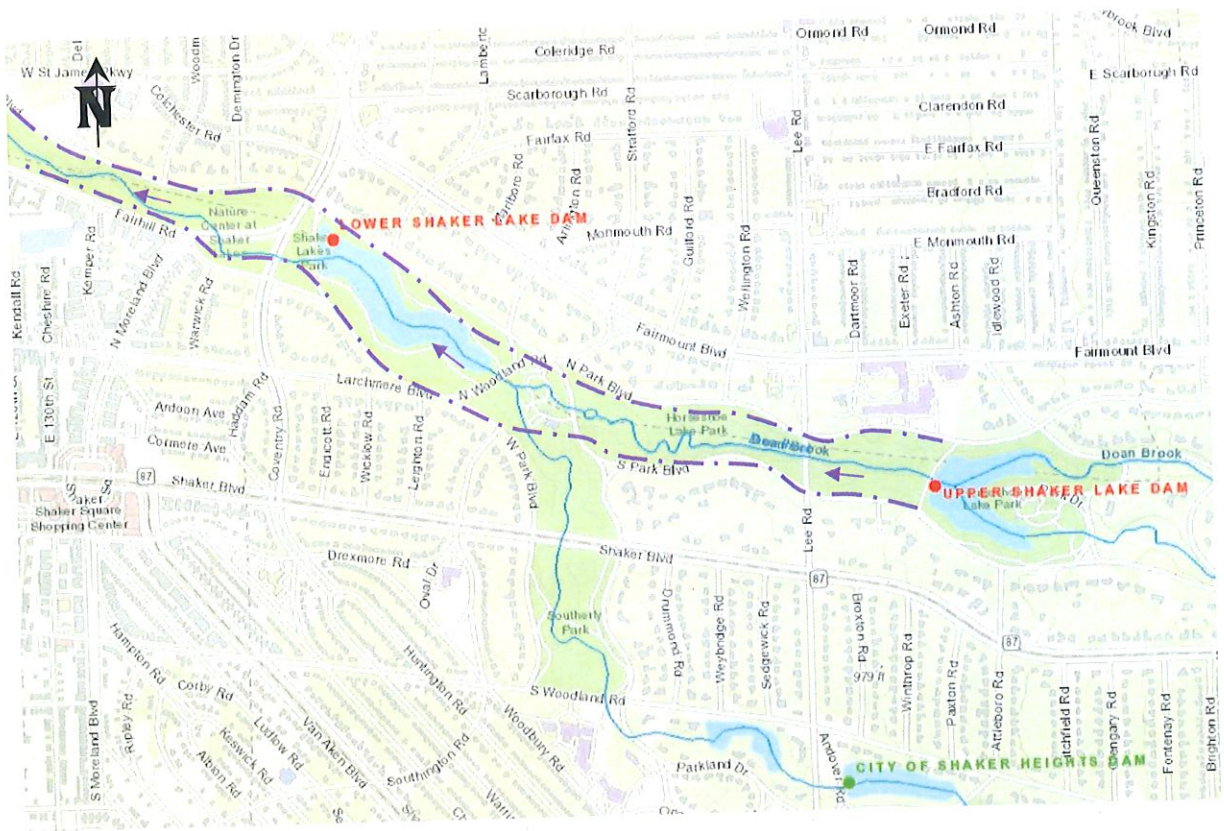 Ormond Rd
Ormond Rd
Coleridge Rd
W St James
kwy
N
Demington Dr
Colchester Rd
Scarborough Rd
E Scarborough Rd
Clarendon Rd
Fairfax Rd
Stratford Rd
Lee Rd
E Fairfax Rd
Queenston Rd
Bradford Rd
Kingston Rd
Princeton Rd
Nature
Center at
Shaker
LOWER SHAKER LAKE DAM
Lakes
Park
Monmouth Rd
Guilford Rd
E Monmouth Rd
Fairhill Rd
Kemper Rd
N Moreland Blvd
Warwick Rd
Kendall Rd
Cheshire Rd
E 130th St
Wellington Rd
Dartmoor Rd
Exeter Rd
Ashton Rd
Idlewood Rd
Fairmount Blvd
Fairmount Blvd
Larchmere Blvd
N Woodland Rd
N Park Blvd
Haddam Rd
Coventry Rd
Endicott Rd
Wicklow Rd
Leighton Rd
Ardoon Ave
Cormere Ave
W Park Blvd
Horseshoe
Lake Park
Doan Brook
Doan Brook
S Park Blvd
87
Shaker Blvd
UPPER SHAKER LAKE DAM
Lake Park
Shaker Square
Shopping Center
Drexmore Rd
Oval Dr
Shaker Blvd
Lee Rd
87
87
Southerly
Park
Drummond Rd
Weybridge Rd
Sedgewick Rd
Winthrop Rd
Paxton Rd
Attleboro Rd
Fontenay Rd
Brighton Rd
979 ft
S Moreland Blvd
Hampton Rd
Ripley Rd
Corby Rd
Ludlow Rd
Keswick Rd
Albion Rd
Van Aken Blvd
Huntington Rd
Southington Rd
Woodbury Rd
S Woodland Rd
Parkland Dr
Andover Rd
CITY OF SHAKER HEIGHTS DAM